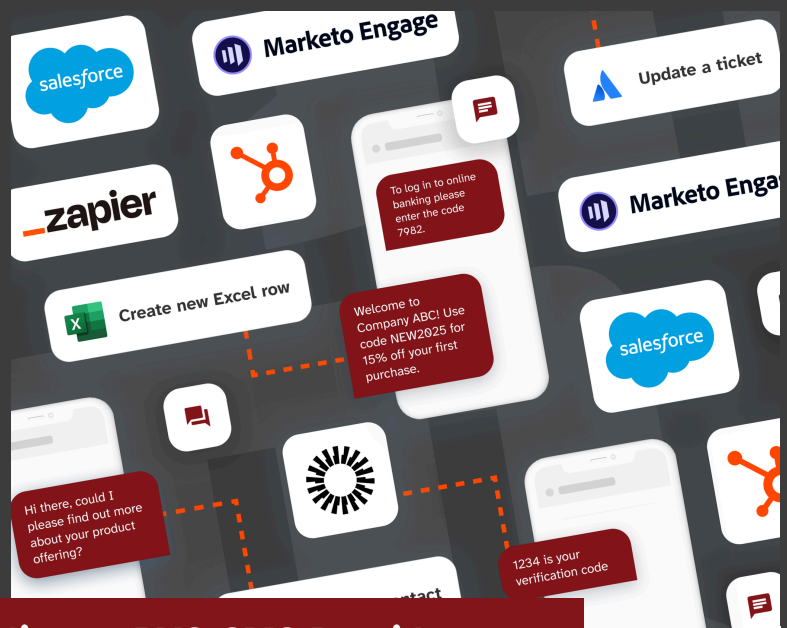 salesforce
Marketo Engage
Update a ticket
zapier
To log in to online
banking please
enter the code
7982.
Marketo Enga
Create new Excel row
Welcome to
Company ABC! Use
code NEW2025 for
15% off your first
purchase.
salesforce
Hi there, could I
please find out more
about your product
offering?
1234 is your
verification code